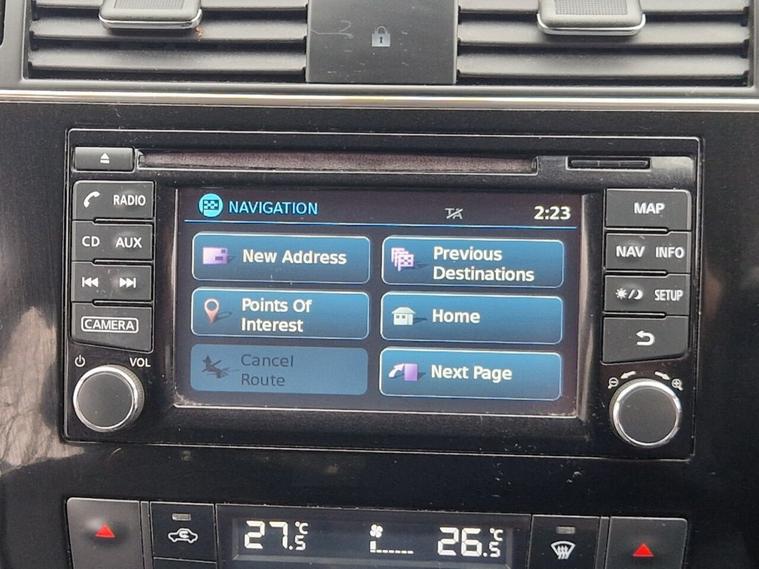 NAVIGATION
2:23
New Address
Previous
Destinations
Points Of
Interest
Home
Cancel
Route
Next Page
RADIO
CD AUX
CAMERA
VOL
MAP
NAV INFO
SETUP
27.5°C
26.5°C